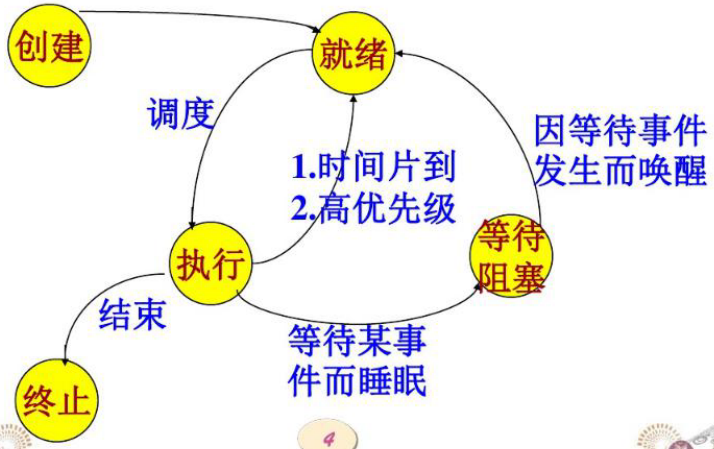 创建
就绪
调度
1.时间片到
2.高优先级
因等待事件
发生而唤醒
执行
等待
阻塞
结束
等待某事
件而睡眠
终止
4